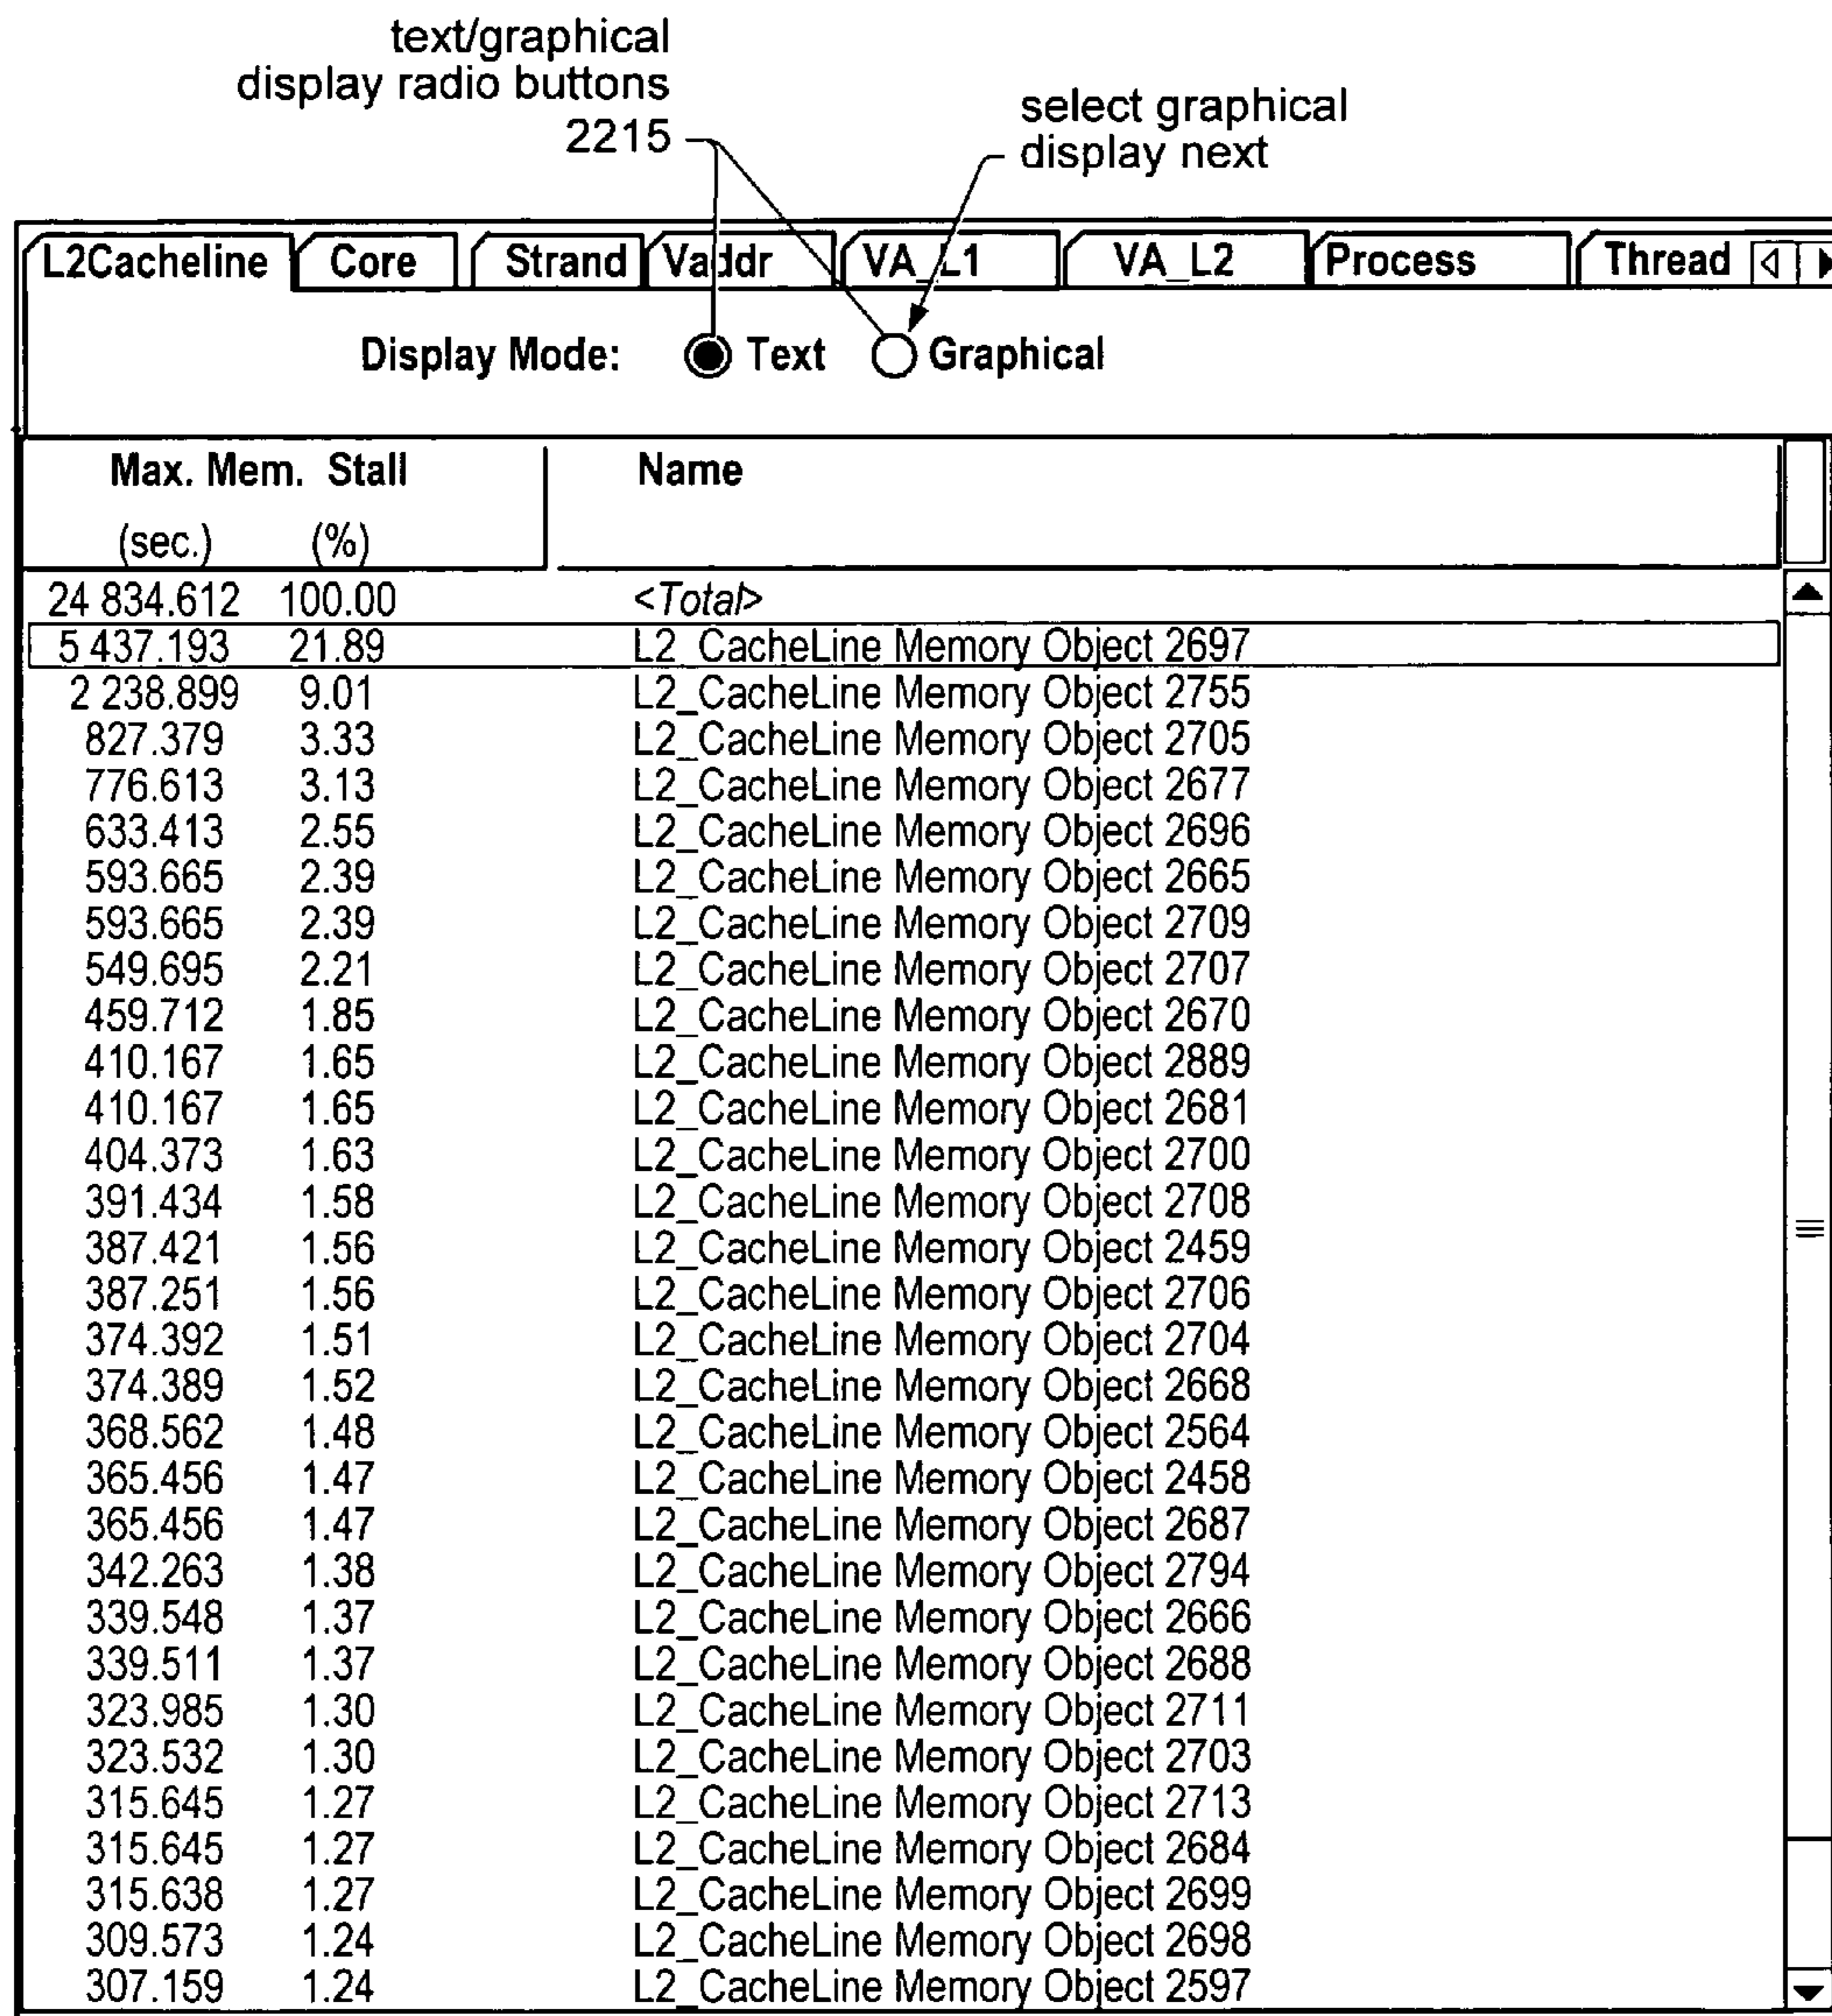 text/graphical
display radio buttons
2215
select graphical
display next
L2Cacheline Core Strand Vaddr VA_L1 VA_L2 Process Thread
Display Mode: Text Graphical
Max. Mem. Stall Name
(sec.) (%)
24 834.612 100.00 <Total>
5 437.193 21.89 L2_CacheLine Memory Object 2697
2 238.899 9.01 L2_CacheLine Memory Object 2755
827.379 3.33 L2_CacheLine Memory Object 2705
776.613 3.13 L2_CacheLine Memory Object 2677
633.413 2.55 L2_CacheLine Memory Object 2696
593.665 2.39 L2_CacheLine Memory Object 2665
593.665 2.39 L2_CacheLine Memory Object 2709
549.695 2.21 L2_CacheLine Memory Object 2707
459.712 1.85 L2_CacheLine Memory Object 2670
410.167 1.65 L2_CacheLine Memory Object 2889
410.167 1.65 L2_CacheLine Memory Object 2681
404.373 1.63 L2_CacheLine Memory Object 2700
391.434 1.58 L2_CacheLine Memory Object 2708
387.421 1.56 L2_CacheLine Memory Object 2459
387.251 1.56 L2_CacheLine Memory Object 2706
374.392 1.51 L2_CacheLine Memory Object 2704
374.389 1.52 L2_CacheLine Memory Object 2668
368.562 1.48 L2_CacheLine Memory Object 2564
365.456 1.47 L2_CacheLine Memory Object 2458
365.456 1.47 L2_CacheLine Memory Object 2687
342.263 1.38 L2_CacheLine Memory Object 2794
339.548 1.37 L2_CacheLine Memory Object 2666
339.511 1.37 L2_CacheLine Memory Object 2688
323.985 1.30 L2_CacheLine Memory Object 2711
323.532 1.30 L2_CacheLine Memory Object 2703
315.645 1.27 L2_CacheLine Memory Object 2713
315.645 1.27 L2_CacheLine Memory Object 2684
315.638 1.27 L2_CacheLine Memory Object 2699
309.573 1.24 L2_CacheLine Memory Object 2698
307.159 1.24 L2_CacheLine Memory Object 2597